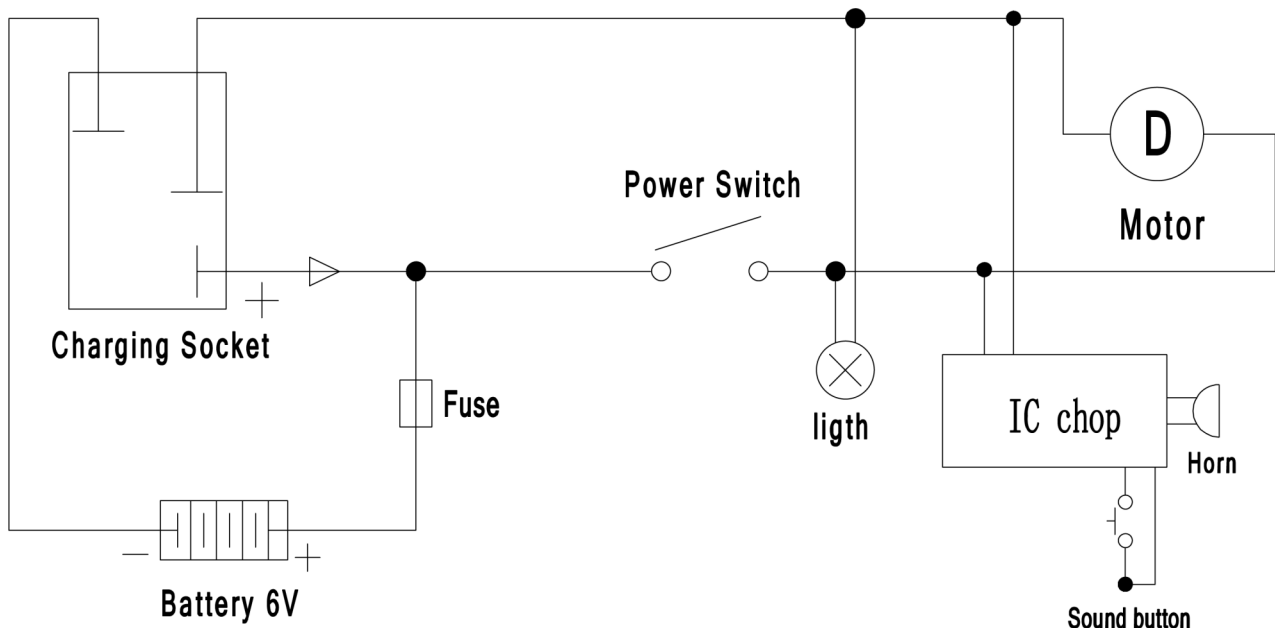 Power Switch
D
Motor
+
Charging Socket
Fuse
ligth
IC chop
Horn
− +
Battery 6V
Sound button